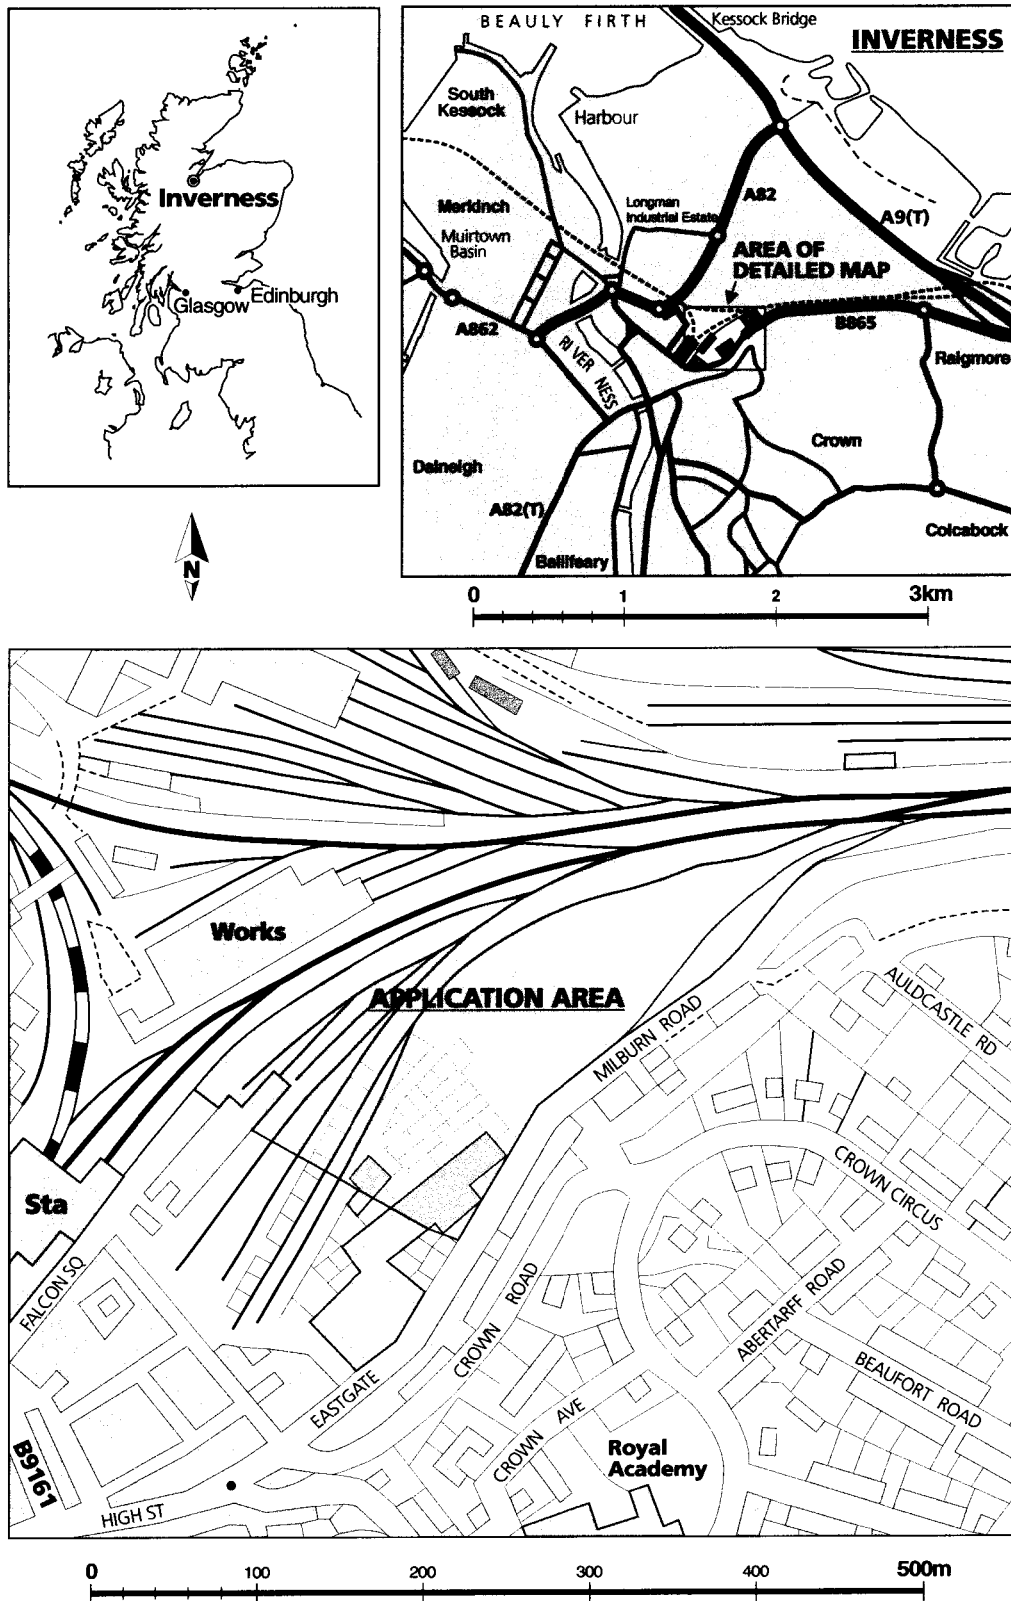 Inverness
Glasgow
Edinburgh
N
BEAULY FIRTH
Kessock Bridge
INVERNESS
South
Kessock
Harbour
A82
Longman
Industrial Estate
Merkinch
Muirtown
Basin
A9(T)
AREA OF
DETAILED MAP
A862
B865
RIVER NESS
Raigmore
Crown
Dalneigh
A82(T)
Culcabock
Ballifeary
0 1 2 3km
Works
APPLICATION AREA
MILBURN ROAD
AULDCASTLE RD
CROWN CIRCUS
Sta
FALCON SQ
CROWN ROAD
ABERTARFF ROAD
BEAUFORT ROAD
EASTGATE
CROWN AVE
Royal
Academy
B9161
HIGH ST
0 100 200 300 400 500m